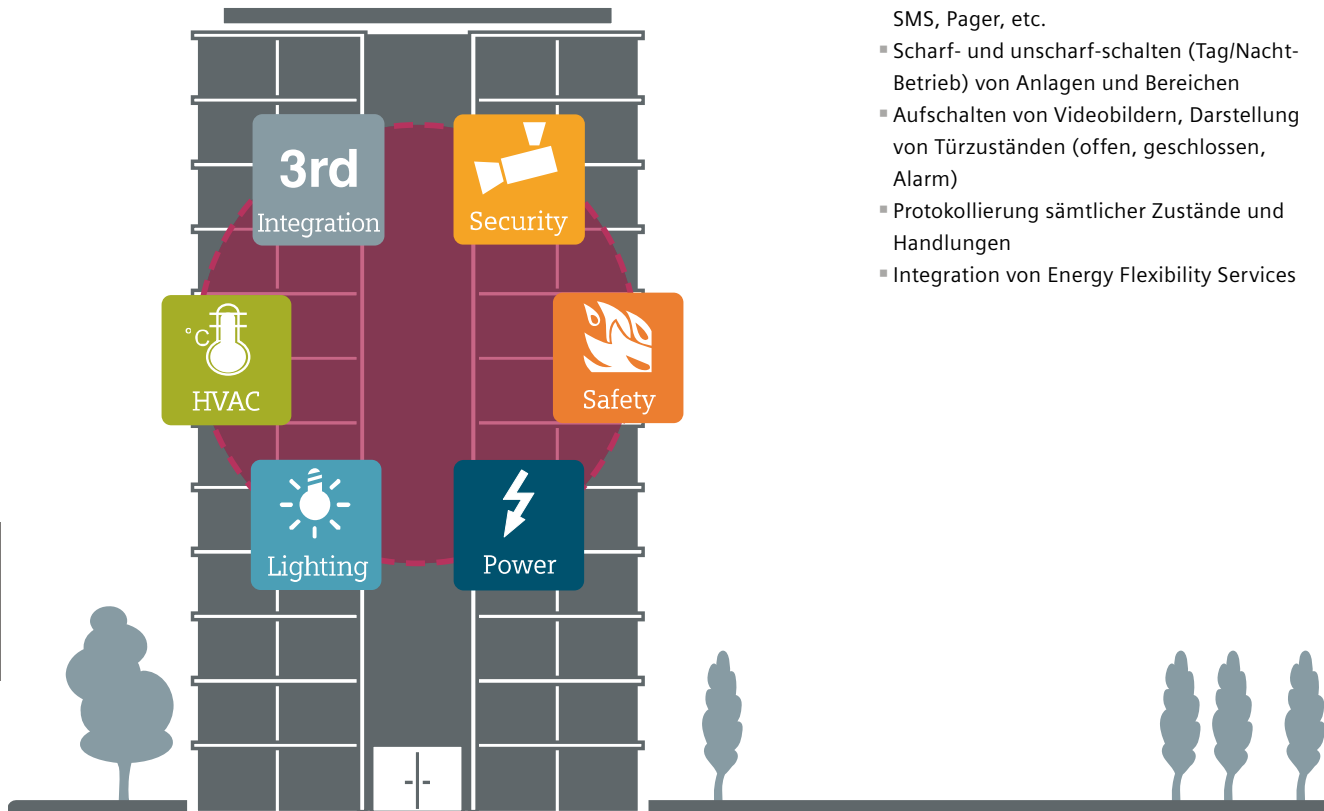 SMS, Pager, etc.
▪ Scharf- und unscharf-schalten (Tag/Nacht-
Betrieb) von Anlagen und Bereichen
▪ Aufschalten von Videobildern, Darstellung
von Türzuständen (offen, geschlossen,
Alarm)
▪ Protokollierung sämtlicher Zustände und
Handlungen
▪ Integration von Energy Flexibility Services
3rd
Integration
Security
°C
HVAC
Safety
Lighting
Power